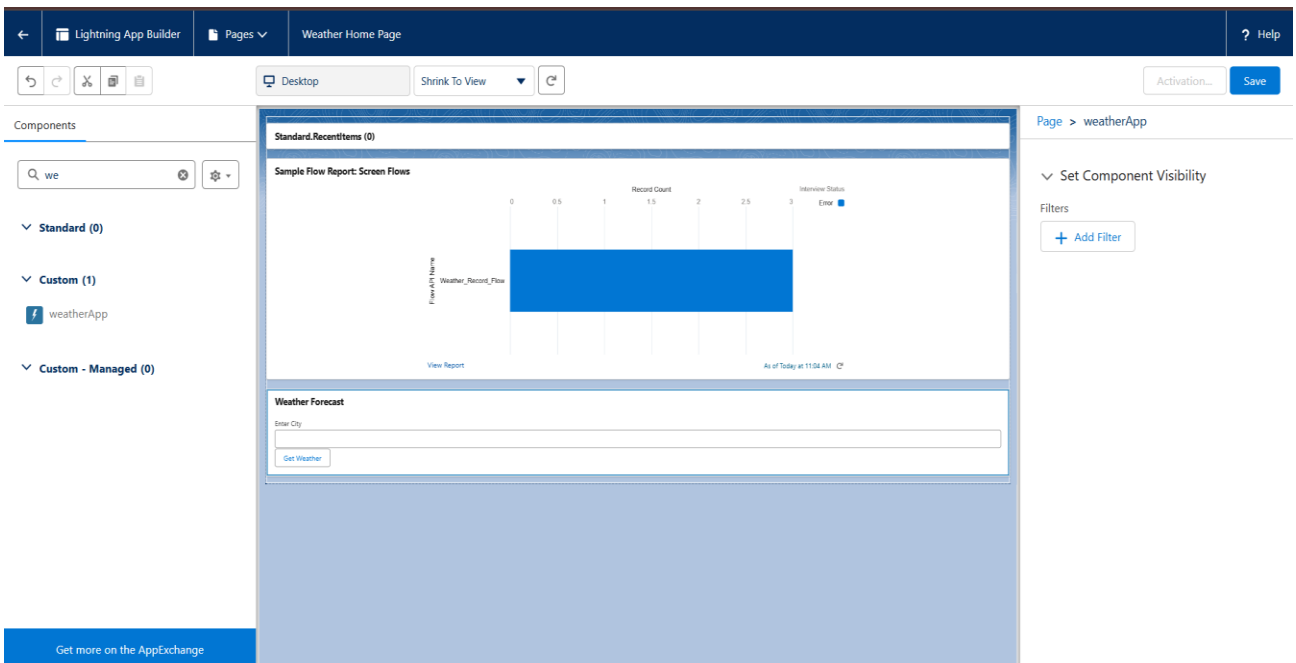 Lightning App Builder
Pages
Weather Home Page
? Help
Desktop
Shrink To View
Activation...
Save
Components
we
Standard (0)
Custom (1)
weatherApp
Custom - Managed (0)
Get more on the AppExchange
Standard.RecentItems (0)
Sample Flow Report: Screen Flows
Record Count
0 0.5 1 1.5 2 2.5 3
Interview Status
Error
Flow API Name
Weather_Record_Flow
View Report
As of Today at 11:04 AM
Weather Forecast
Enter City
Get Weather
Page > weatherApp
Set Component Visibility
Filters
+ Add Filter